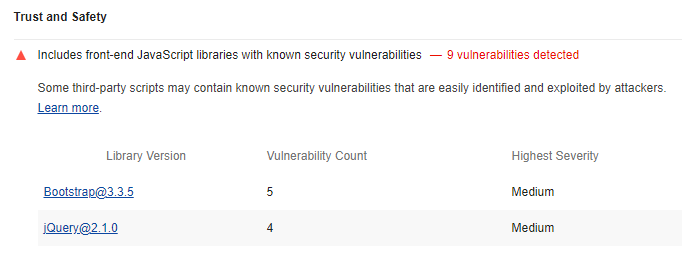 Trust and Safety
Includes front-end JavaScript libraries with known security vulnerabilities — 9 vulnerabilities detected
Some third-party scripts may contain known security vulnerabilities that are easily identified and exploited by attackers.
Learn more.
Library Version Vulnerability Count Highest Severity
Bootstrap@3.3.5 5 Medium
jQuery@2.1.0 4 Medium